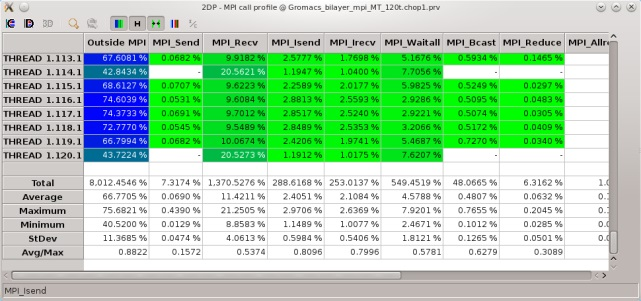 2DP - MPI call profile @ Gromacs_bilayer_mpi_MT_120t.chop1.prv
IC ID 3D H II ½
Outside MPI MPI_Send MPI_Recv MPI_Isend MPI_Irecv MPI_Waitall MPI_Bcast MPI_Reduce MPI_Allre
THREAD 1.113.1 67.6081 % 0.0682 % 9.9182 % 2.5777 % 1.7698 % 5.1676 % 0.5934 % 0.1465 %
THREAD 1.114.1 42.8434 % - 20.5621 % 1.1947 % 1.0400 % 7.7056 % - -
THREAD 1.115.1 68.6127 % 0.0707 % 9.6223 % 2.2589 % 2.0177 % 5.9825 % 0.5249 % 0.0297 %
THREAD 1.116.1 74.6039 % 0.0531 % 9.6084 % 2.8813 % 2.5593 % 2.9286 % 0.5095 % 0.0483 %
THREAD 1.117.1 74.3733 % 0.0691 % 9.7012 % 2.8517 % 2.5240 % 2.9221 % 0.5074 % 0.0305 %
THREAD 1.118.1 72.7770 % 0.0545 % 9.5489 % 2.8489 % 2.5353 % 3.2066 % 0.5172 % 0.0409 %
THREAD 1.119.1 66.7994 % 0.0682 % 10.0674 % 2.4206 % 1.9741 % 5.4687 % 0.7270 % 0.0340 %
THREAD 1.120.1 43.7224 % - 20.5273 % 1.1912 % 1.0175 % 7.6207 % - -
Total 8,012.4546 % 7.3174 % 1,370.5276 % 288.6168 % 253.0137 % 549.4519 % 48.0665 % 6.3162 % 1.0
Average 66.7705 % 0.0690 % 11.4211 % 2.4051 % 2.1084 % 4.5788 % 0.4807 % 0.0632 %
Maximum 75.6821 % 0.4390 % 21.2505 % 2.9706 % 2.6369 % 7.9201 % 0.7655 % 0.2045 %
Minimum 40.5200 % 0.0129 % 8.8583 % 1.1489 % 1.0077 % 2.4671 % 0.1012 % 0.0285 %
StDev 11.3685 % 0.0474 % 4.0613 % 0.5984 % 0.5406 % 1.8121 % 0.1265 % 0.0501 %
Avg/Max 0.8822 0.1572 0.5374 0.8096 0.7996 0.5781 0.6279 0.3089
MPI_Isend